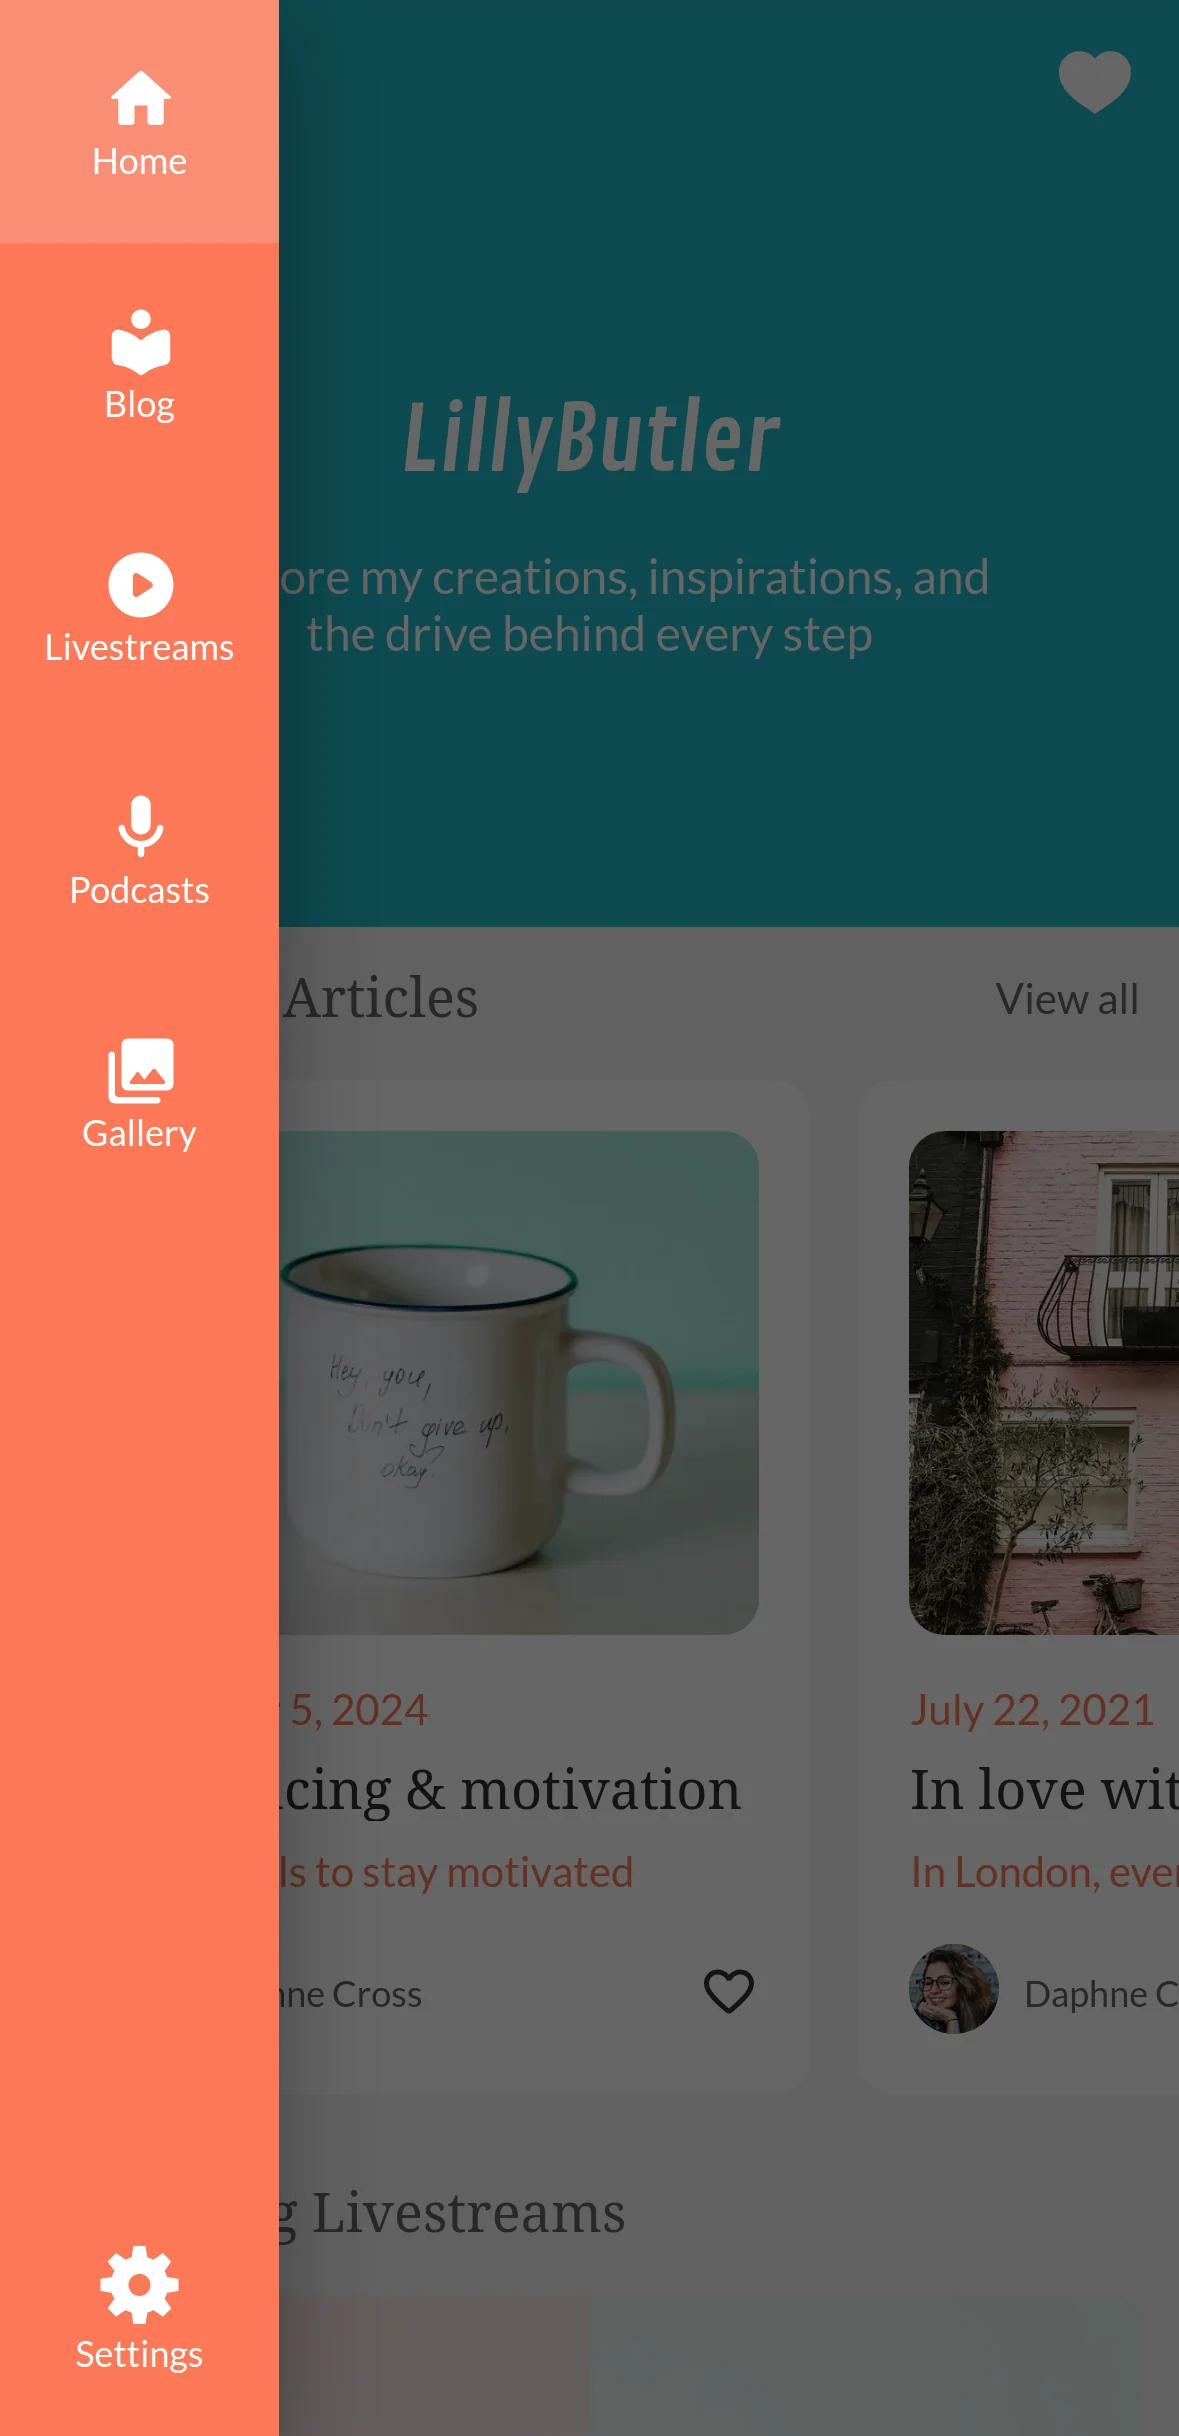 Home
Blog
Livestreams
Podcasts
Gallery
Settings
LillyButler
ore my creations, inspirations, and
the drive behind every step
Articles
View all
Hey, you,
Don't give up,
okay?
5, 2024
cing & motivation
ls to stay motivated
nne Cross
July 22, 2021
In love wit
In London, ever
Daphne C
g Livestreams